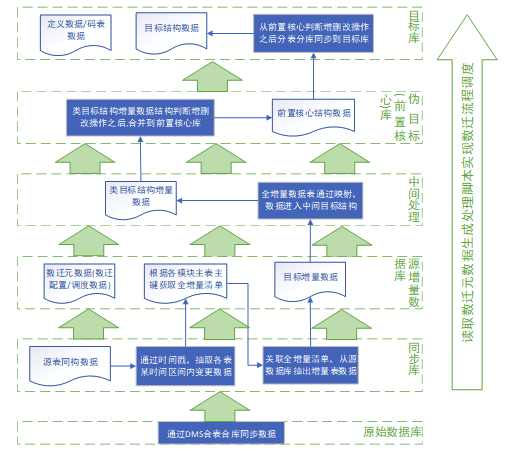 定义数据/码表
数据
目标结构数据
从前置核心判断增删改操作
之后分表分库同步到目标库
目标
库
类目标结构增量数据结构判断增删
改操作之后,合并到前置核心库
前置核心结构数据
伪目标
(前置核
心)库
类目标结构增量
数据
全增量数据表通过映射,
数据进入中间目标结构
中间
处理
数迁元数据(数迁
配置/调度数据)
根据各模块主表主
键获取全增量清单
目标增量数据
源增量数
据库
源表同构数据
通过时间戳、抽取各表
某时间区间内变更数据
关联全增量清单、从源
数据库抽出增量表数据
同步
库
通过DMS合表合库同步数据
原始数据库
读取数迁元数据生成处理脚本实现数迁流程调度